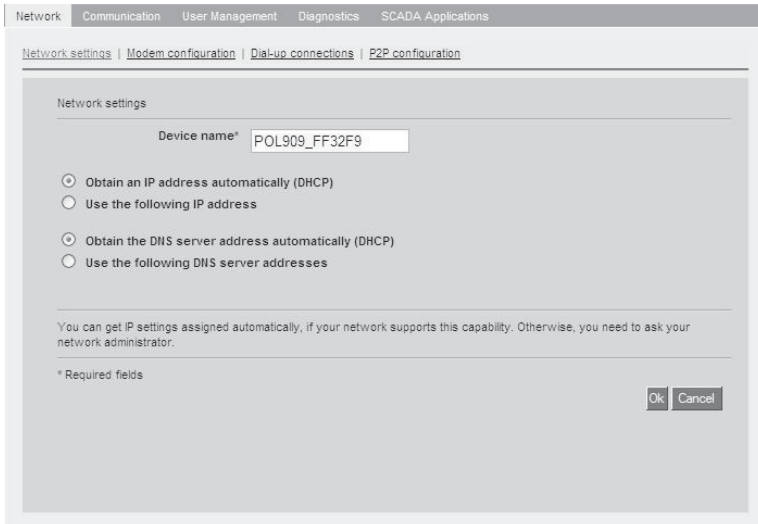 Network Communication User Management Diagnostics SCADA Applications
Network settings | Modem configuration | Dial-up connections | P2P configuration
Network settings
Device name* POL909_FF32F9
Obtain an IP address automatically (DHCP)
Use the following IP address
Obtain the DNS server address automatically (DHCP)
Use the following DNS server addresses
You can get IP settings assigned automatically, if your network supports this capability. Otherwise, you need to ask your
network administrator.
* Required fields
Ok Cancel